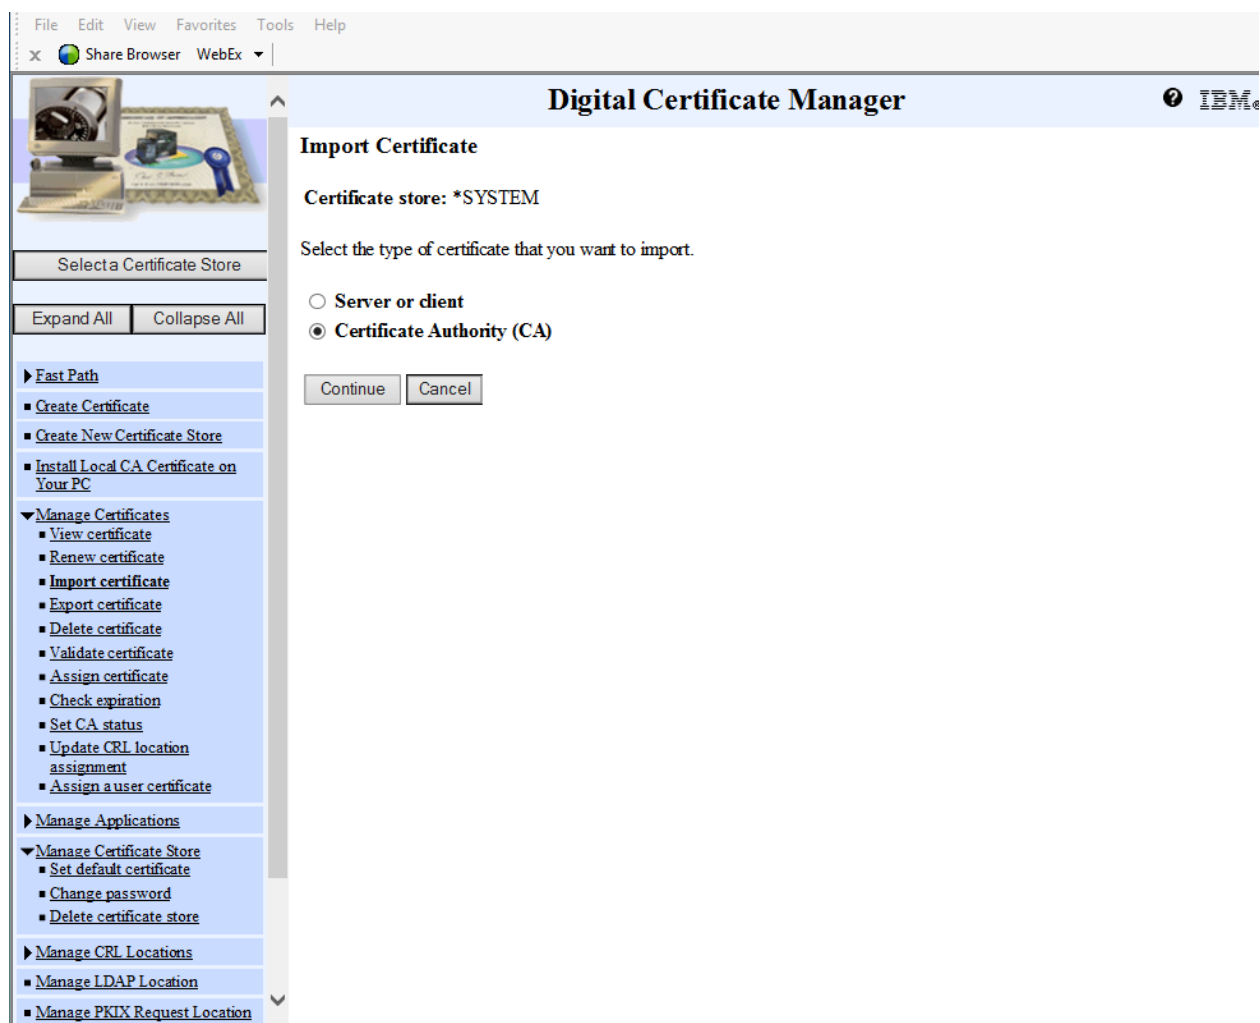 File Edit View Favorites Tools Help
x Share Browser WebEx
Digital Certificate Manager
? IBM®
Select a Certificate Store
Expand All Collapse All
Fast Path
Create Certificate
Create New Certificate Store
Install Local CA Certificate on
Your PC
Manage Certificates
View certificate
Renew certificate
Import certificate
Export certificate
Delete certificate
Validate certificate
Assign certificate
Check expiration
Set CA status
Update CRL location
assignment
Assign a user certificate
Manage Applications
Manage Certificate Store
Set default certificate
Change password
Delete certificate store
Manage CRL Locations
Manage LDAP Location
Manage PKIX Request Location
Import Certificate
Certificate store: *SYSTEM
Select the type of certificate that you want to import.
Server or client
Certificate Authority (CA)
Continue Cancel